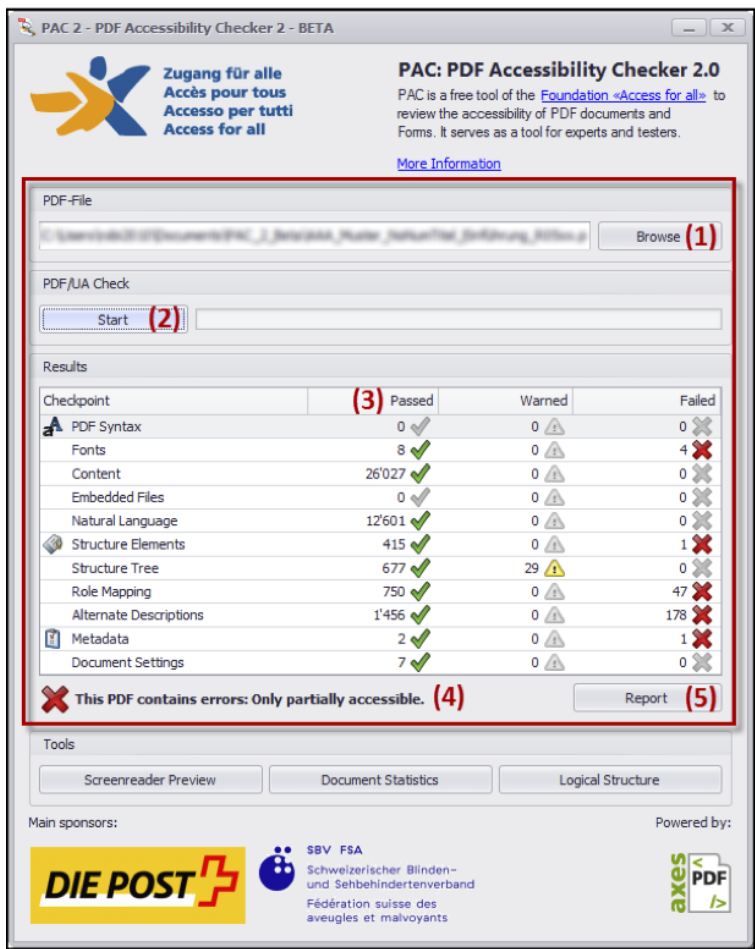 PAC 2 - PDF Accessibility Checker 2 - BETA
Zugang für alle
Accès pour tous
Accesso per tutti
Access for all
PAC: PDF Accessibility Checker 2.0
PAC is a free tool of the Foundation «Access for all» to
review the accessibility of PDF documents and
Forms. It serves as a tool for experts and testers.
More Information
PDF-File
Browse (1)
PDF/UA Check
Start (2)
Results
Checkpoint (3) Passed Warned Failed
PDF Syntax 0 0 0
Fonts 8 0 4
Content 26'027 0 0
Embedded Files 0 0 0
Natural Language 12'601 0 0
Structure Elements 415 0 1
Structure Tree 677 29 0
Role Mapping 750 0 47
Alternate Descriptions 1'456 0 178
Metadata 2 0 1
Document Settings 7 0 0
This PDF contains errors: Only partially accessible. (4)
Report (5)
Tools
Screenreader Preview Document Statistics Logical Structure
Main sponsors: Powered by:
DIE POST
SBV FSA
Schweizerischer Blinden-
und Sehbehindertenverband
Fédération suisse des
aveugles et malvoyants
axes
<PDF/>